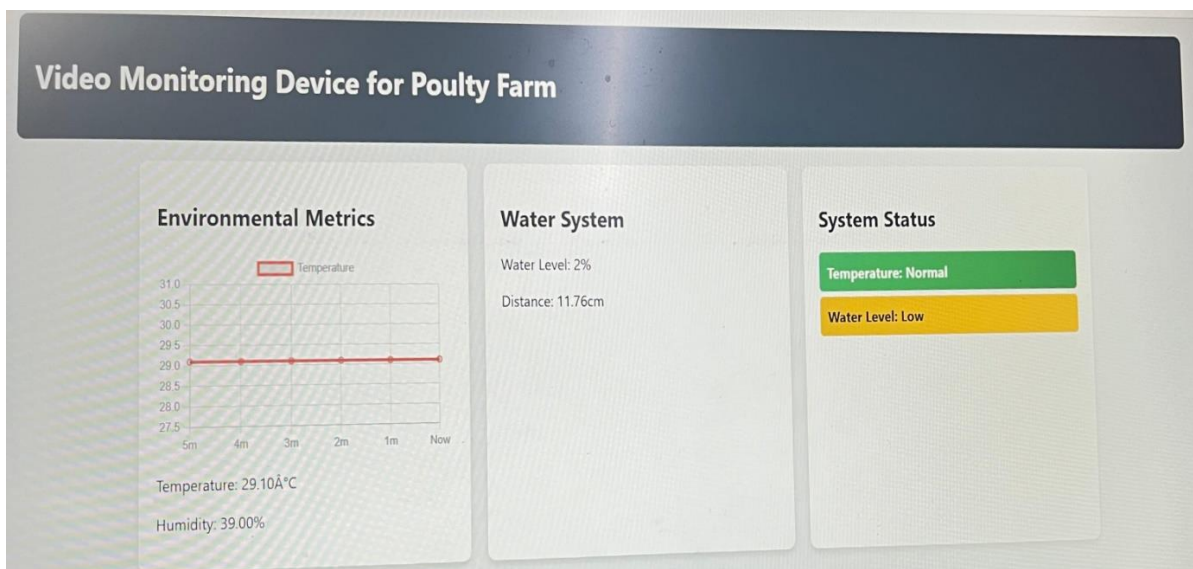 Video Monitoring Device for Poulty Farm
Environmental Metrics
Temperature
31.0
30.5
30.0
29.5
29.0
28.5
28.0
27.5
5m 4m 3m 2m 1m Now
Temperature: 29.10Â°C
Humidity: 39.00%
Water System
Water Level: 2%
Distance: 11.76cm
System Status
Temperature: Normal
Water Level: Low